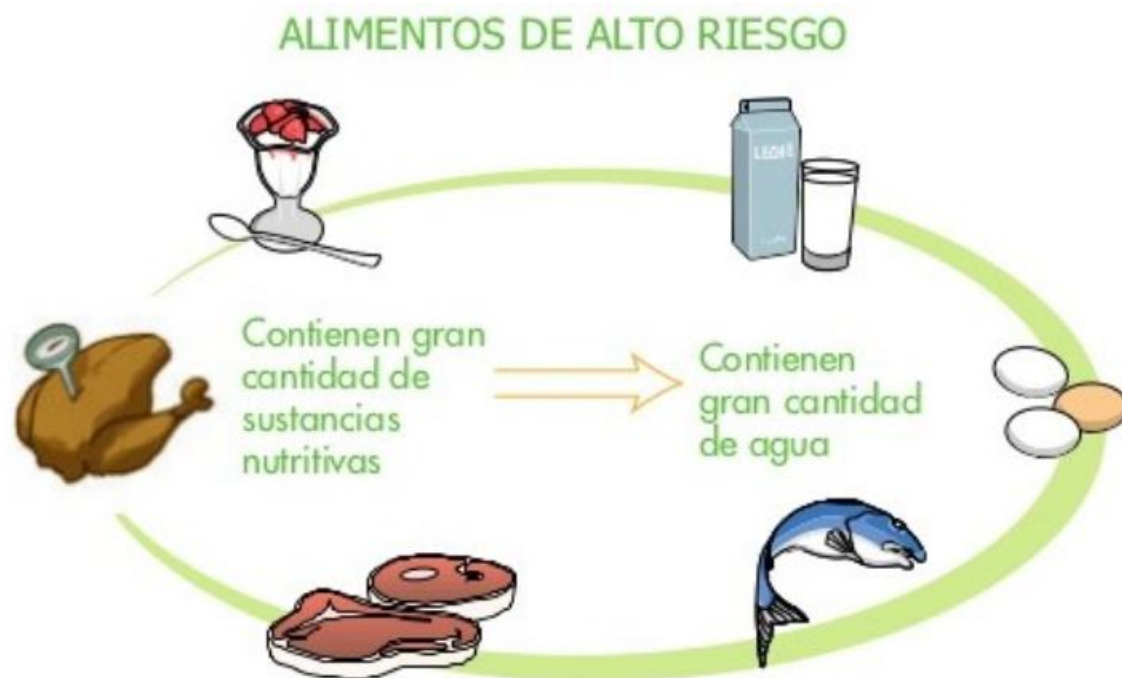 ALIMENTOS DE ALTO RIESGO
LECHE
Contienen gran
cantidad de
sustancias
nutritivas
Contienen
gran cantidad
de agua